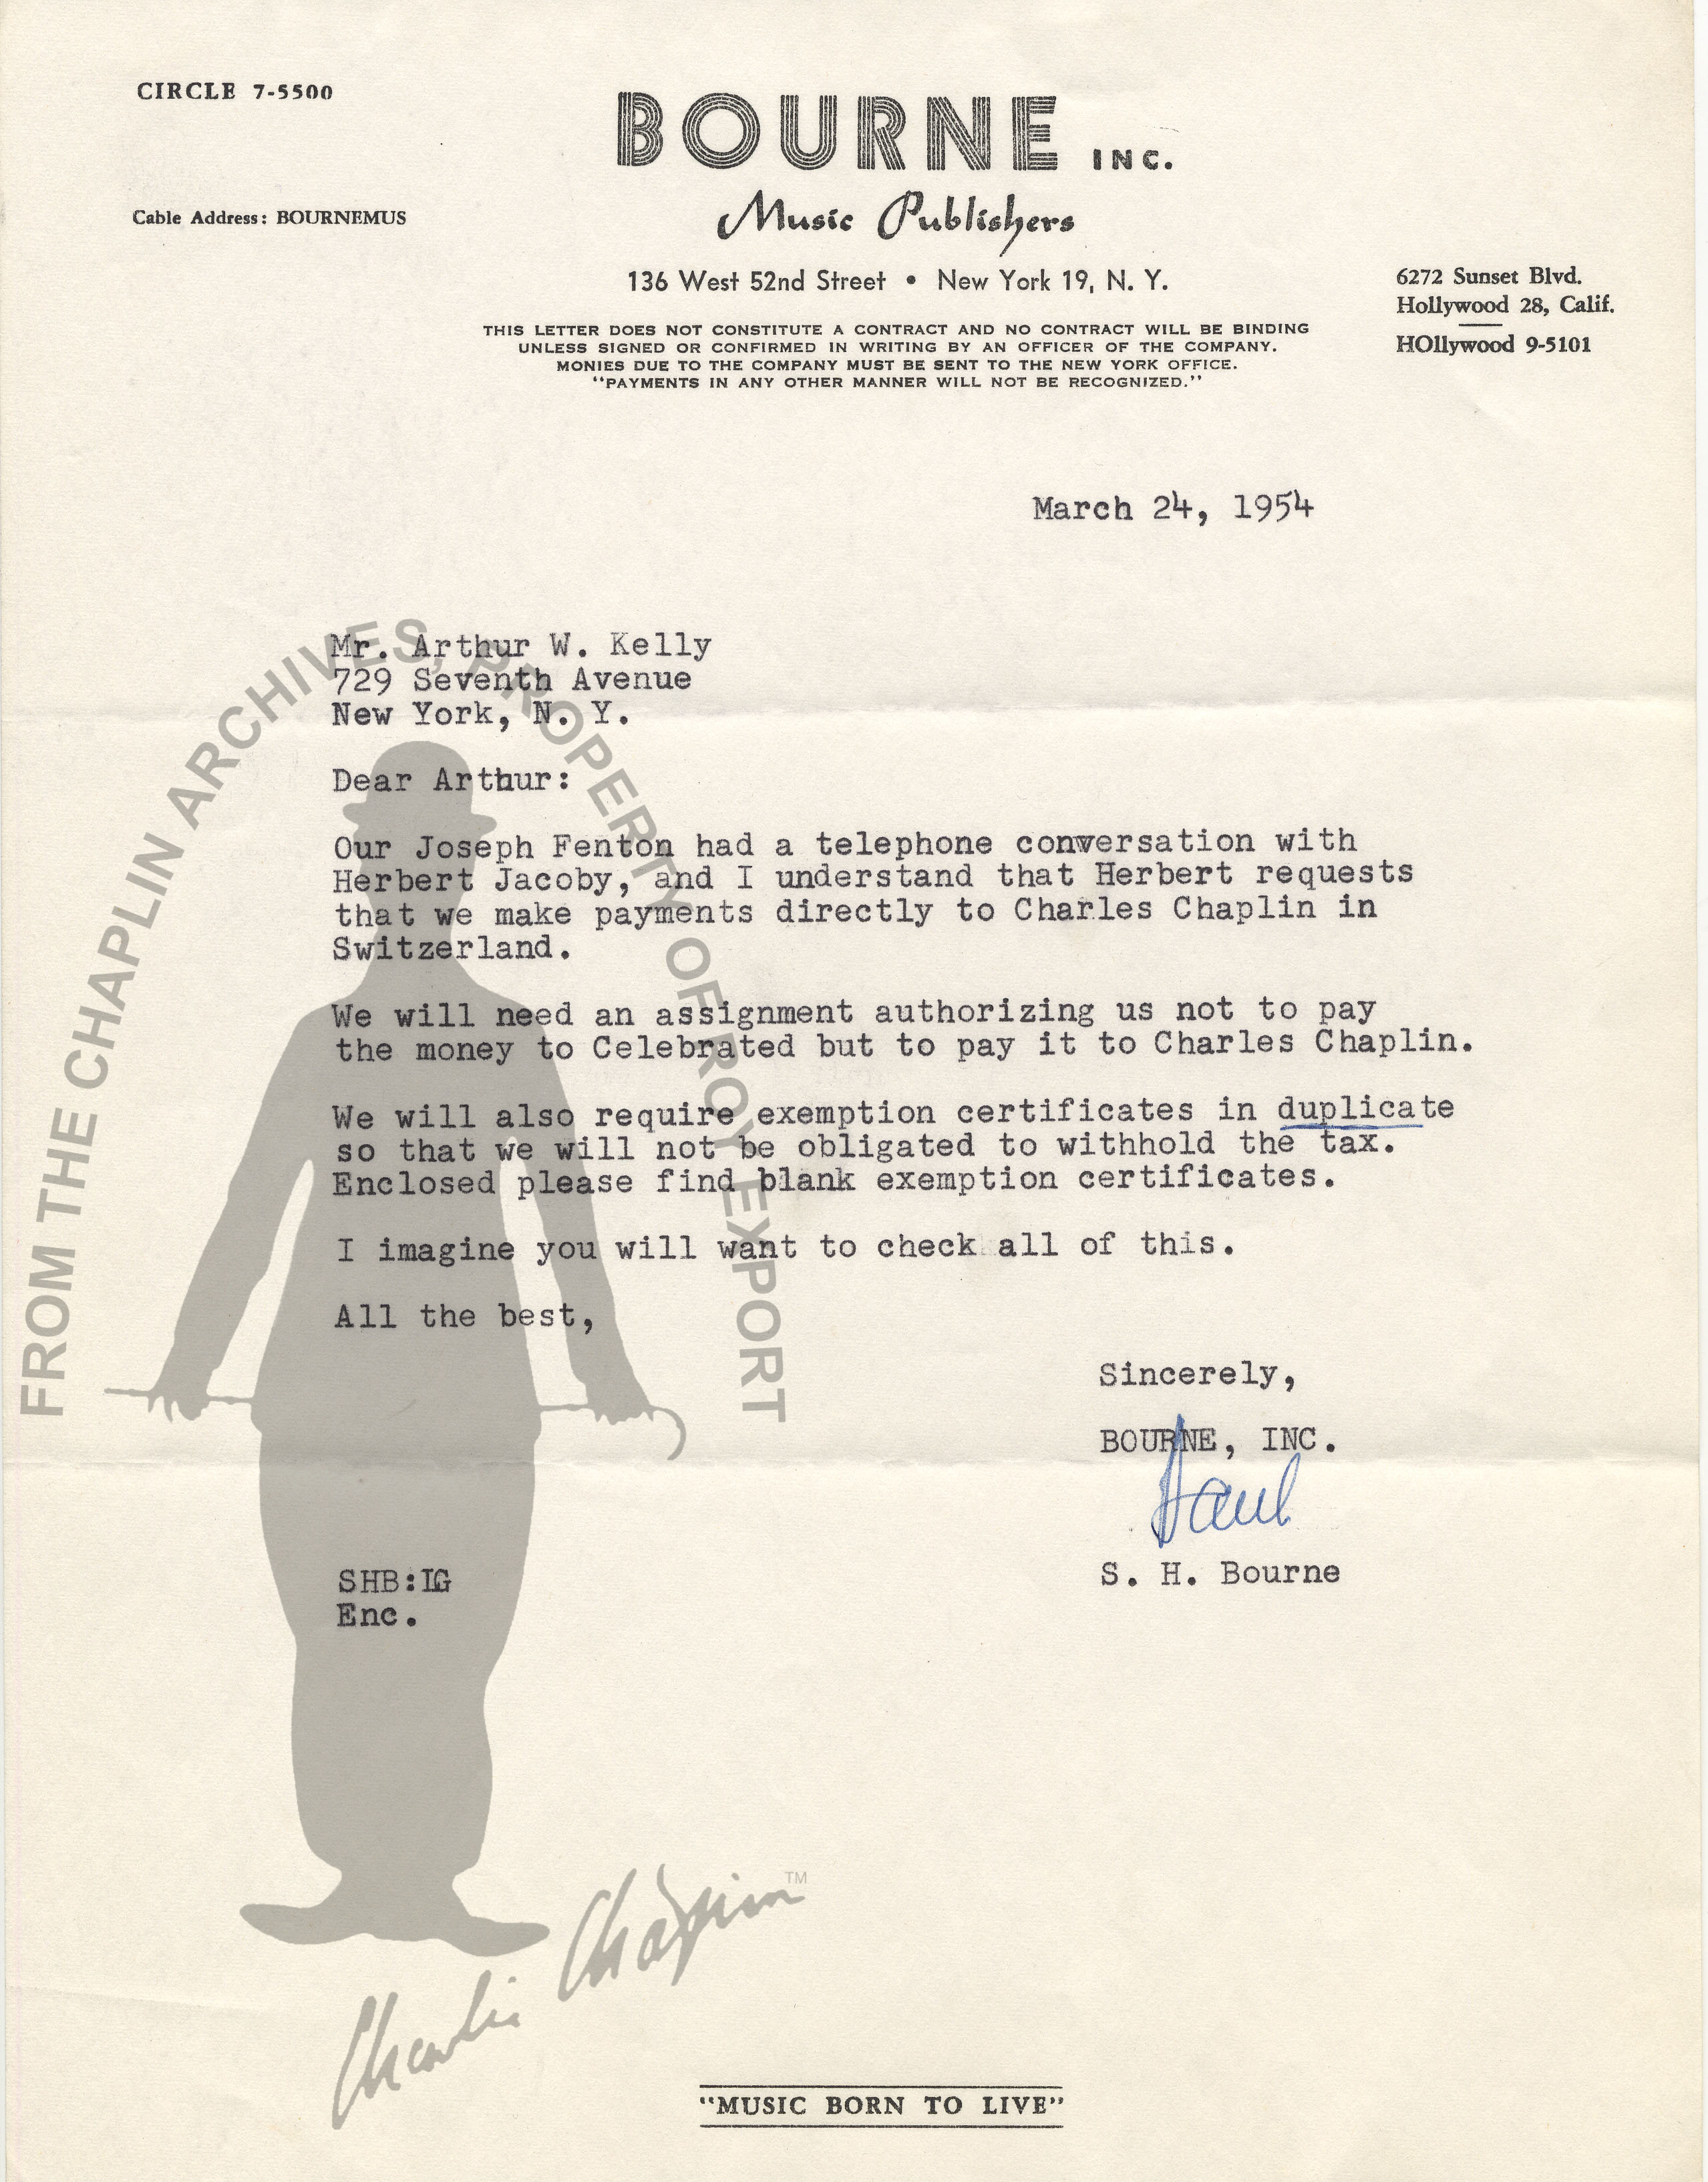 CIRCLE 7-5500
BOURNE INC.
Music Publishers
Cable Address: BOURNEMUS
136 West 52nd Street • New York 19, N. Y.
6272 Sunset Blvd.
Hollywood 28, Calif.
HOllywood 9-5101
THIS LETTER DOES NOT CONSTITUTE A CONTRACT AND NO CONTRACT WILL BE BINDING
UNLESS SIGNED OR CONFIRMED IN WRITING BY AN OFFICER OF THE COMPANY.
MONIES DUE TO THE COMPANY MUST BE SENT TO THE NEW YORK OFFICE.
"PAYMENTS IN ANY OTHER MANNER WILL NOT BE RECOGNIZED."
March 24, 1954
Mr. Arthur W. Kelly
729 Seventh Avenue
New York, N. Y.
Dear Arthur:
Our Joseph Fenton had a telephone conversation with
Herbert Jacoby, and I understand that Herbert requests
that we make payments directly to Charles Chaplin in
Switzerland.
We will need an assignment authorizing us not to pay
the money to Celebrated but to pay it to Charles Chaplin.
We will also require exemption certificates in duplicate
so that we will not be obligated to withhold the tax.
Enclosed please find blank exemption certificates.
I imagine you will want to check all of this.
All the best,
Sincerely,
BOURNE, INC.
Saul
S. H. Bourne
SHB:IG
Enc.
FROM THE CHAPLIN ARCHIVES, PROPERTY OF ROY EXPORT
Charlie Chaplin™
"MUSIC BORN TO LIVE"